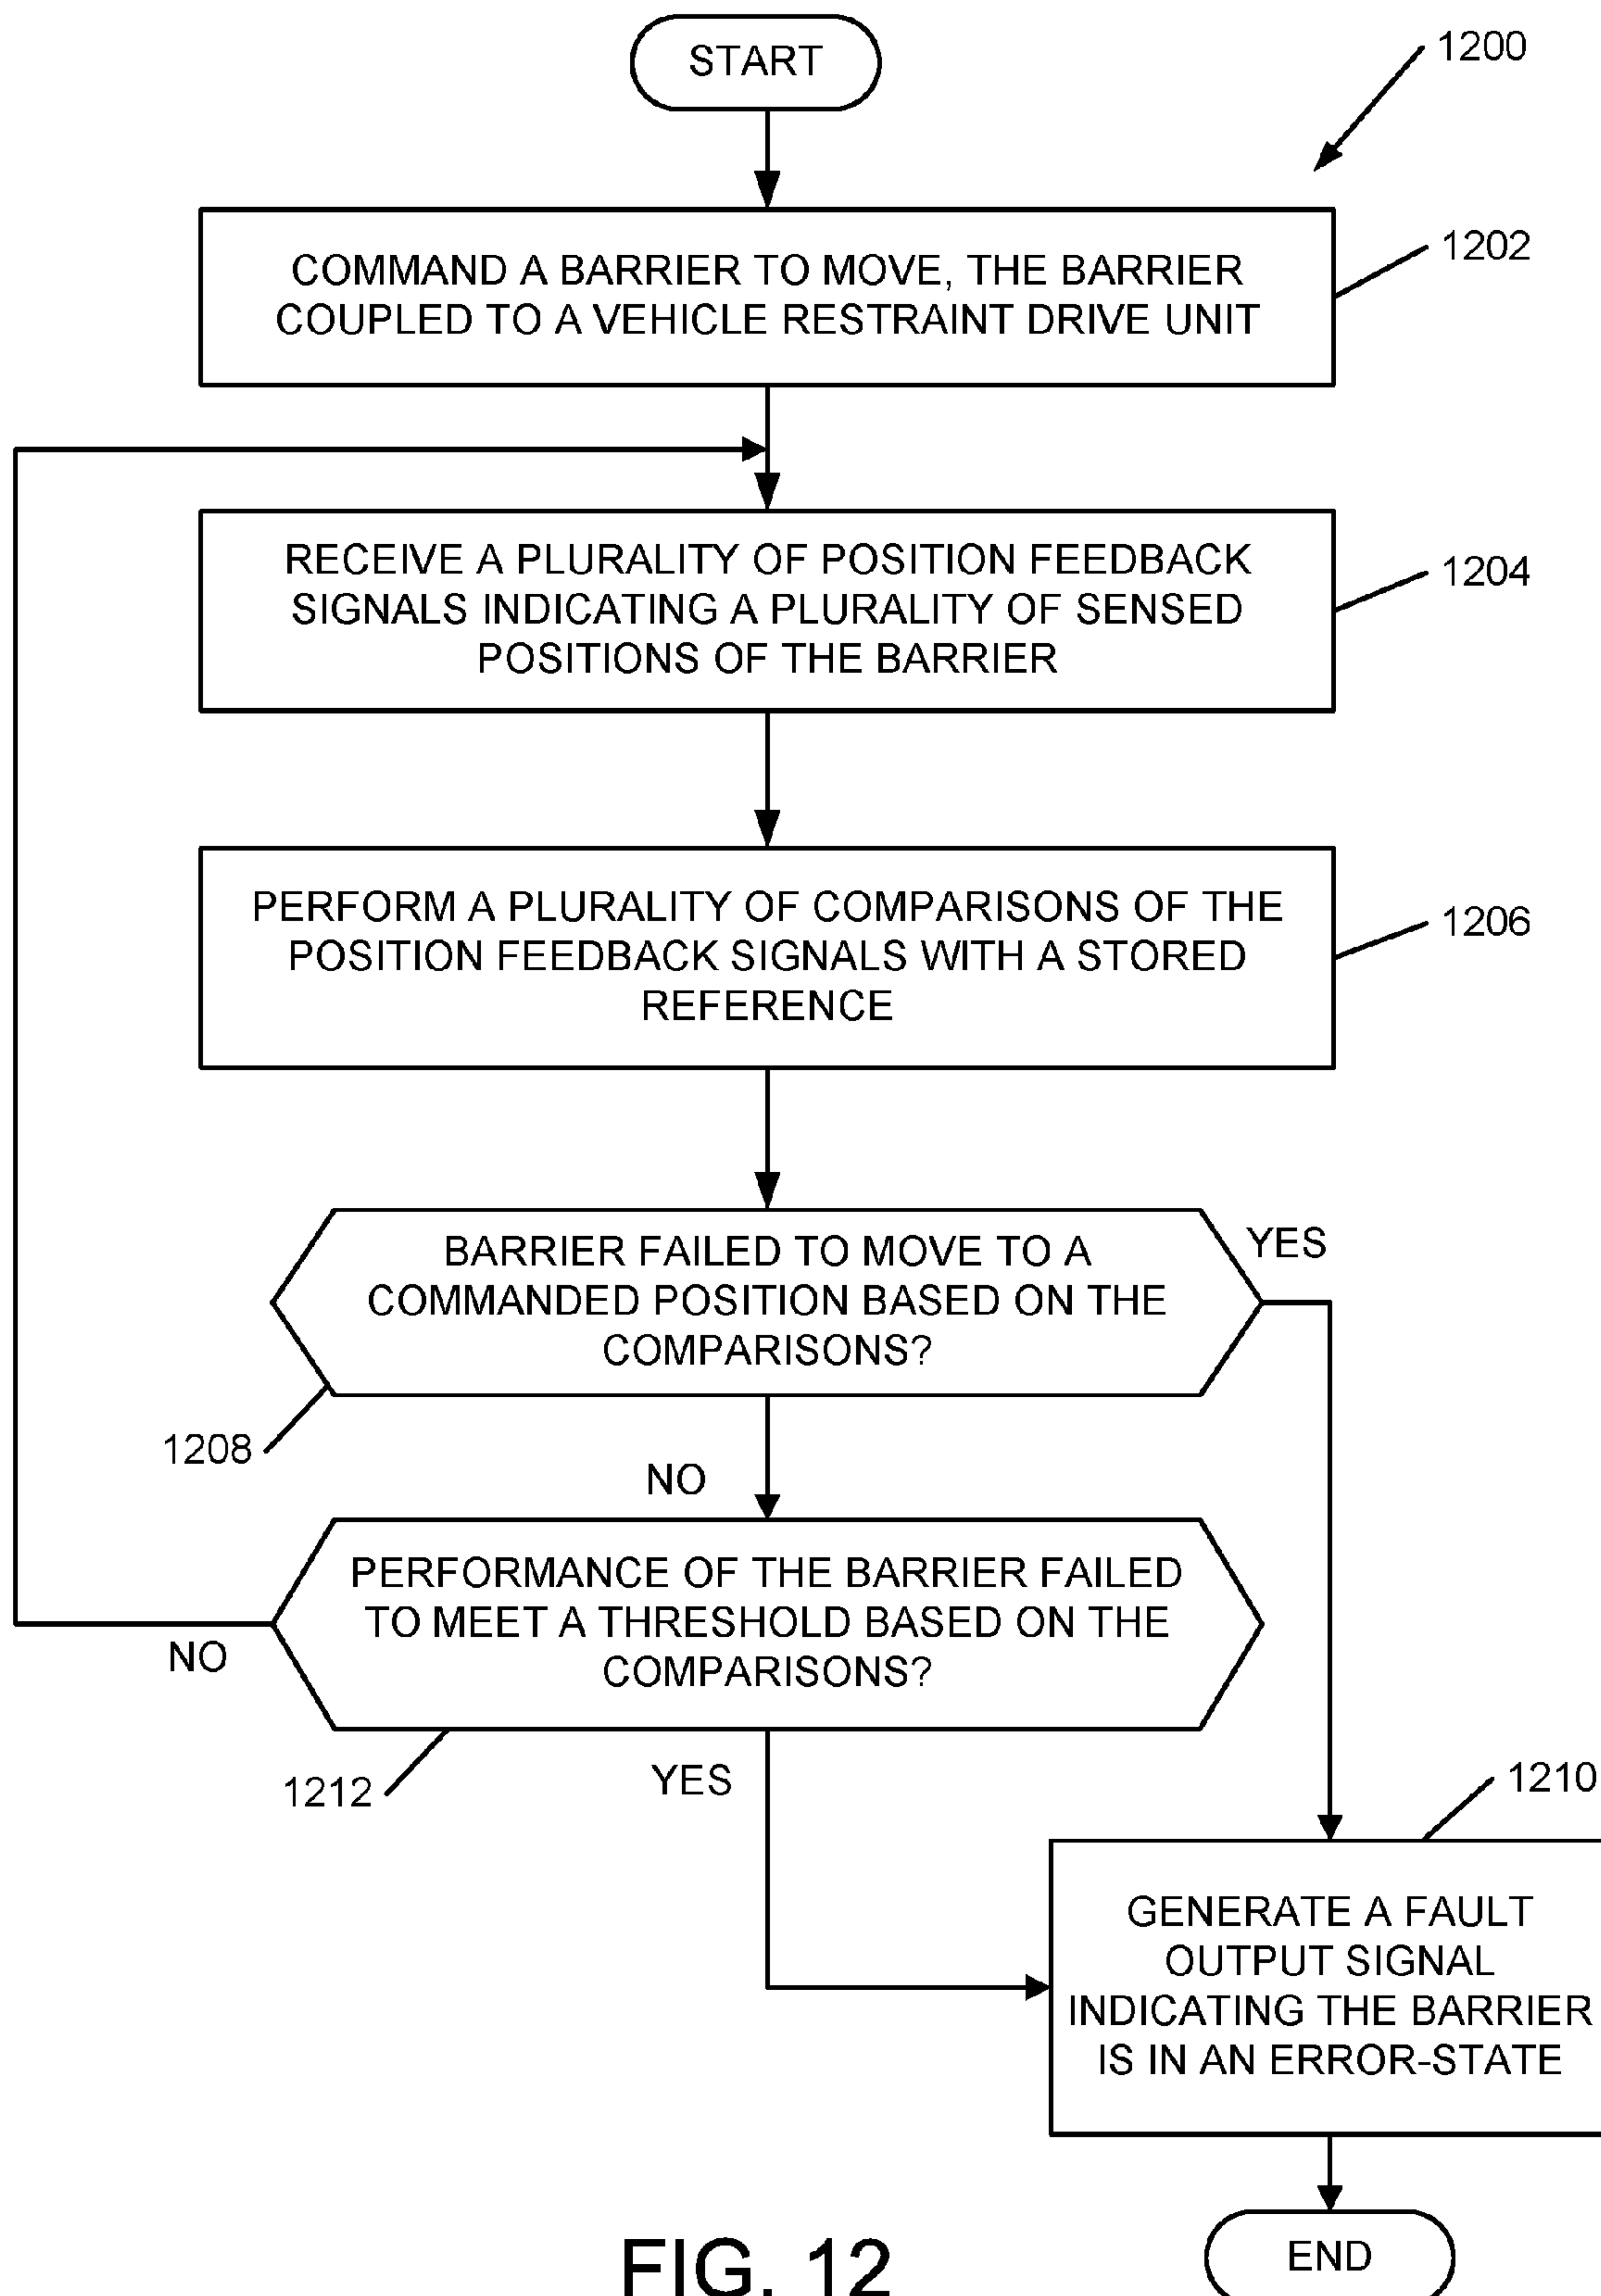 START
1200
COMMAND A BARRIER TO MOVE, THE BARRIER
COUPLED TO A VEHICLE RESTRAINT DRIVE UNIT
1202
RECEIVE A PLURALITY OF POSITION FEEDBACK
SIGNALS INDICATING A PLURALITY OF SENSED
POSITIONS OF THE BARRIER
1204
PERFORM A PLURALITY OF COMPARISONS OF THE
POSITION FEEDBACK SIGNALS WITH A STORED
REFERENCE
1206
BARRIER FAILED TO MOVE TO A
COMMANDED POSITION BASED ON THE
COMPARISONS?
YES
1208
NO
PERFORMANCE OF THE BARRIER FAILED
TO MEET A THRESHOLD BASED ON THE
COMPARISONS?
NO
1212
YES
1210
GENERATE A FAULT
OUTPUT SIGNAL
INDICATING THE BARRIER
IS IN AN ERROR-STATE
END
FIG. 12